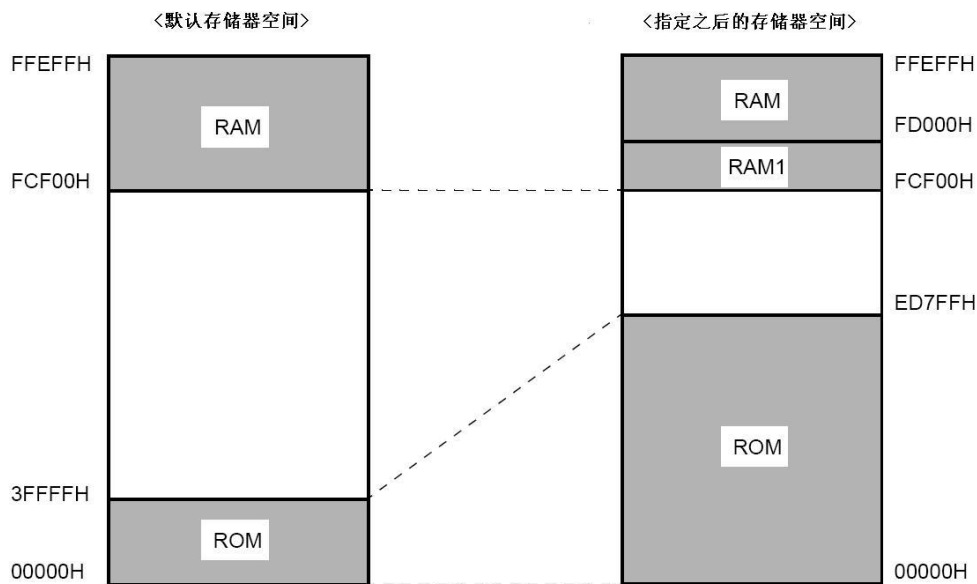 <默认存储器空间>
FFEFFH
RAM
FCF00H
3FFFFH
ROM
00000H
<指定之后的存储器空间>
FFEFFH
RAM
FD000H
RAM1
FCF00H
ED7FFH
ROM
00000H